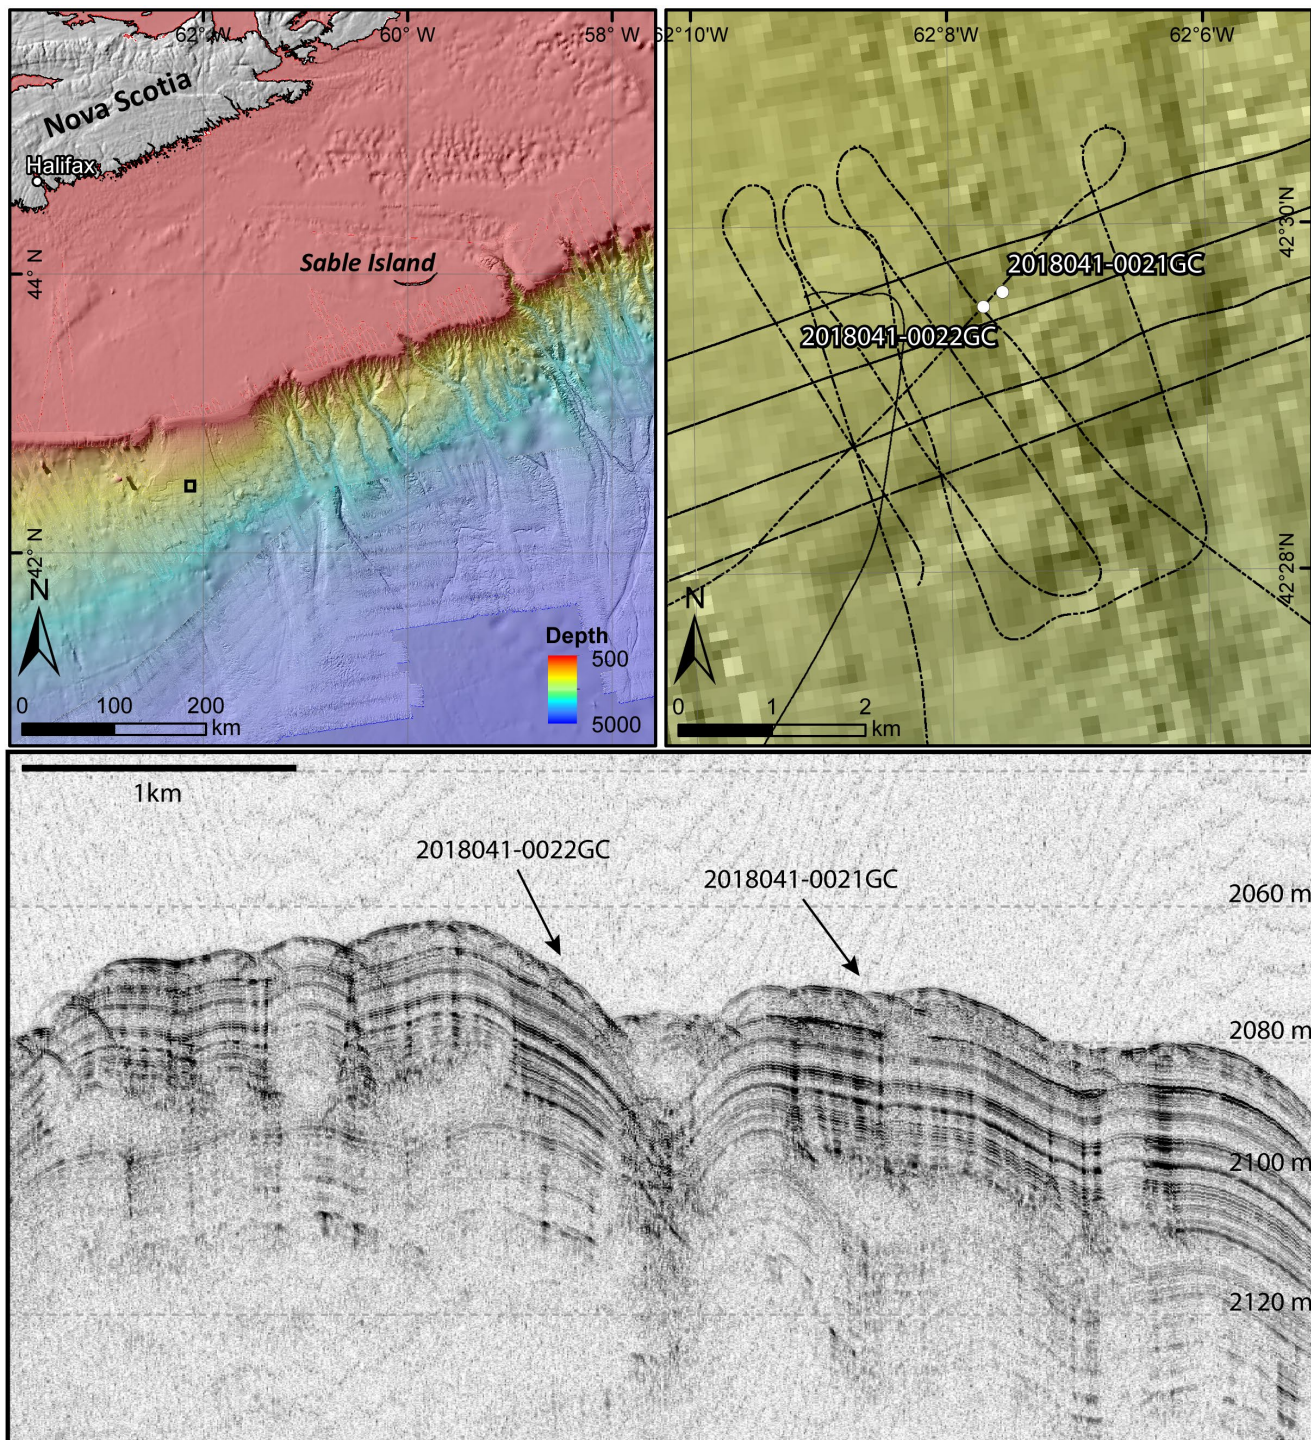 62°W
60° W
58° W
Nova Scotia
Halifax
Sable Island
44° N
42° N
N
Depth
500
5000
0 100 200
km
62°10'W
62°8'W
62°6'W
42°30'N
2018041-0021GC
2018041-0022GC
42°28'N
N
0 1 2
km
1km
2018041-0022GC
2018041-0021GC
2060 m
2080 m
2100 m
2120 m